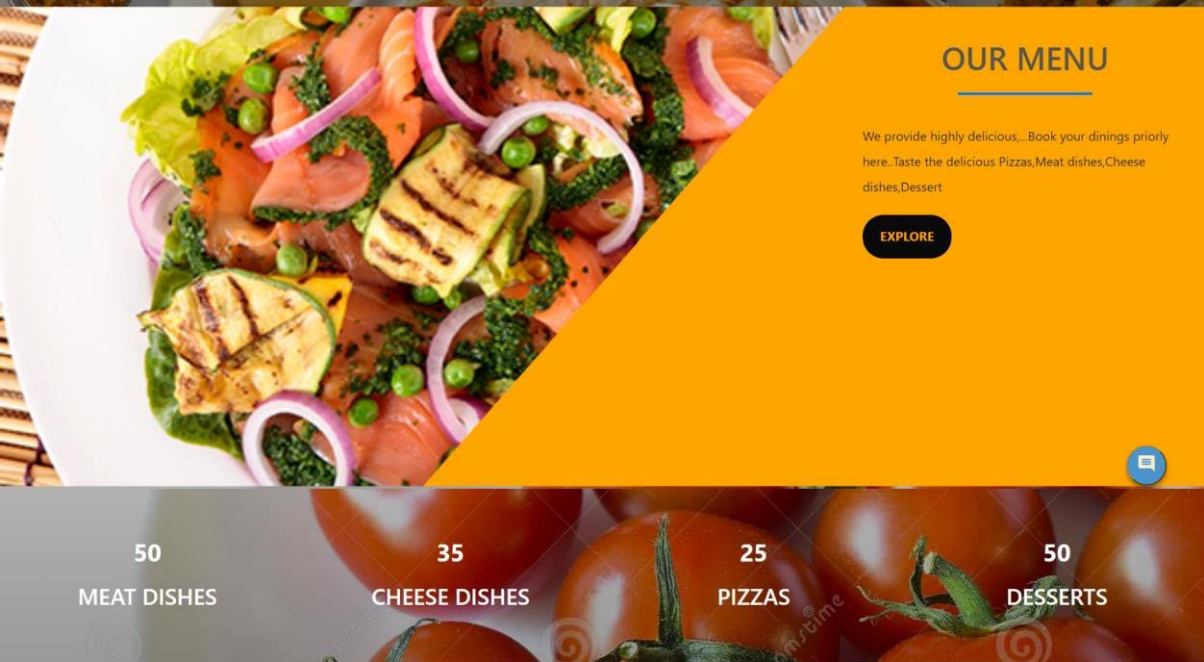 OUR MENU
We provide highly delicious,...Book your dinings priorly
here..Taste the delicious Pizzas,Meat dishes,Cheese
dishes,Dessert
EXPLORE
50 35 25 50
MEAT DISHES CHEESE DISHES PIZZAS DESSERTS